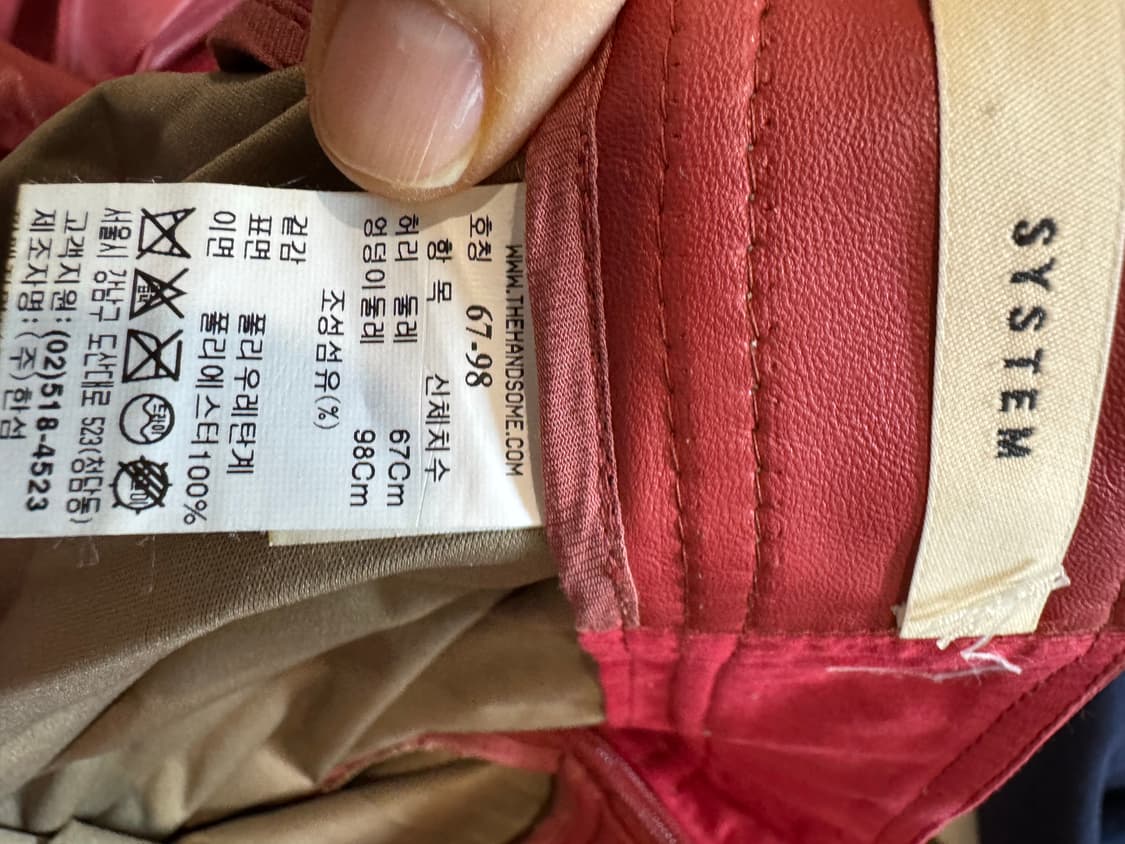 SYSTEM
WWW.THEHANDSOME.COM
호칭 67-98
항 목 신체치수
허리 둘레 67Cm
엉덩이둘레 98Cm
조성섬유(%)
겉감
표면 폴리우레탄계
이면 폴리에스터100%
서울시 강남구 도산대로 523(청담동)
고객지원:(02)518-4523
제조사명:(주)한섬